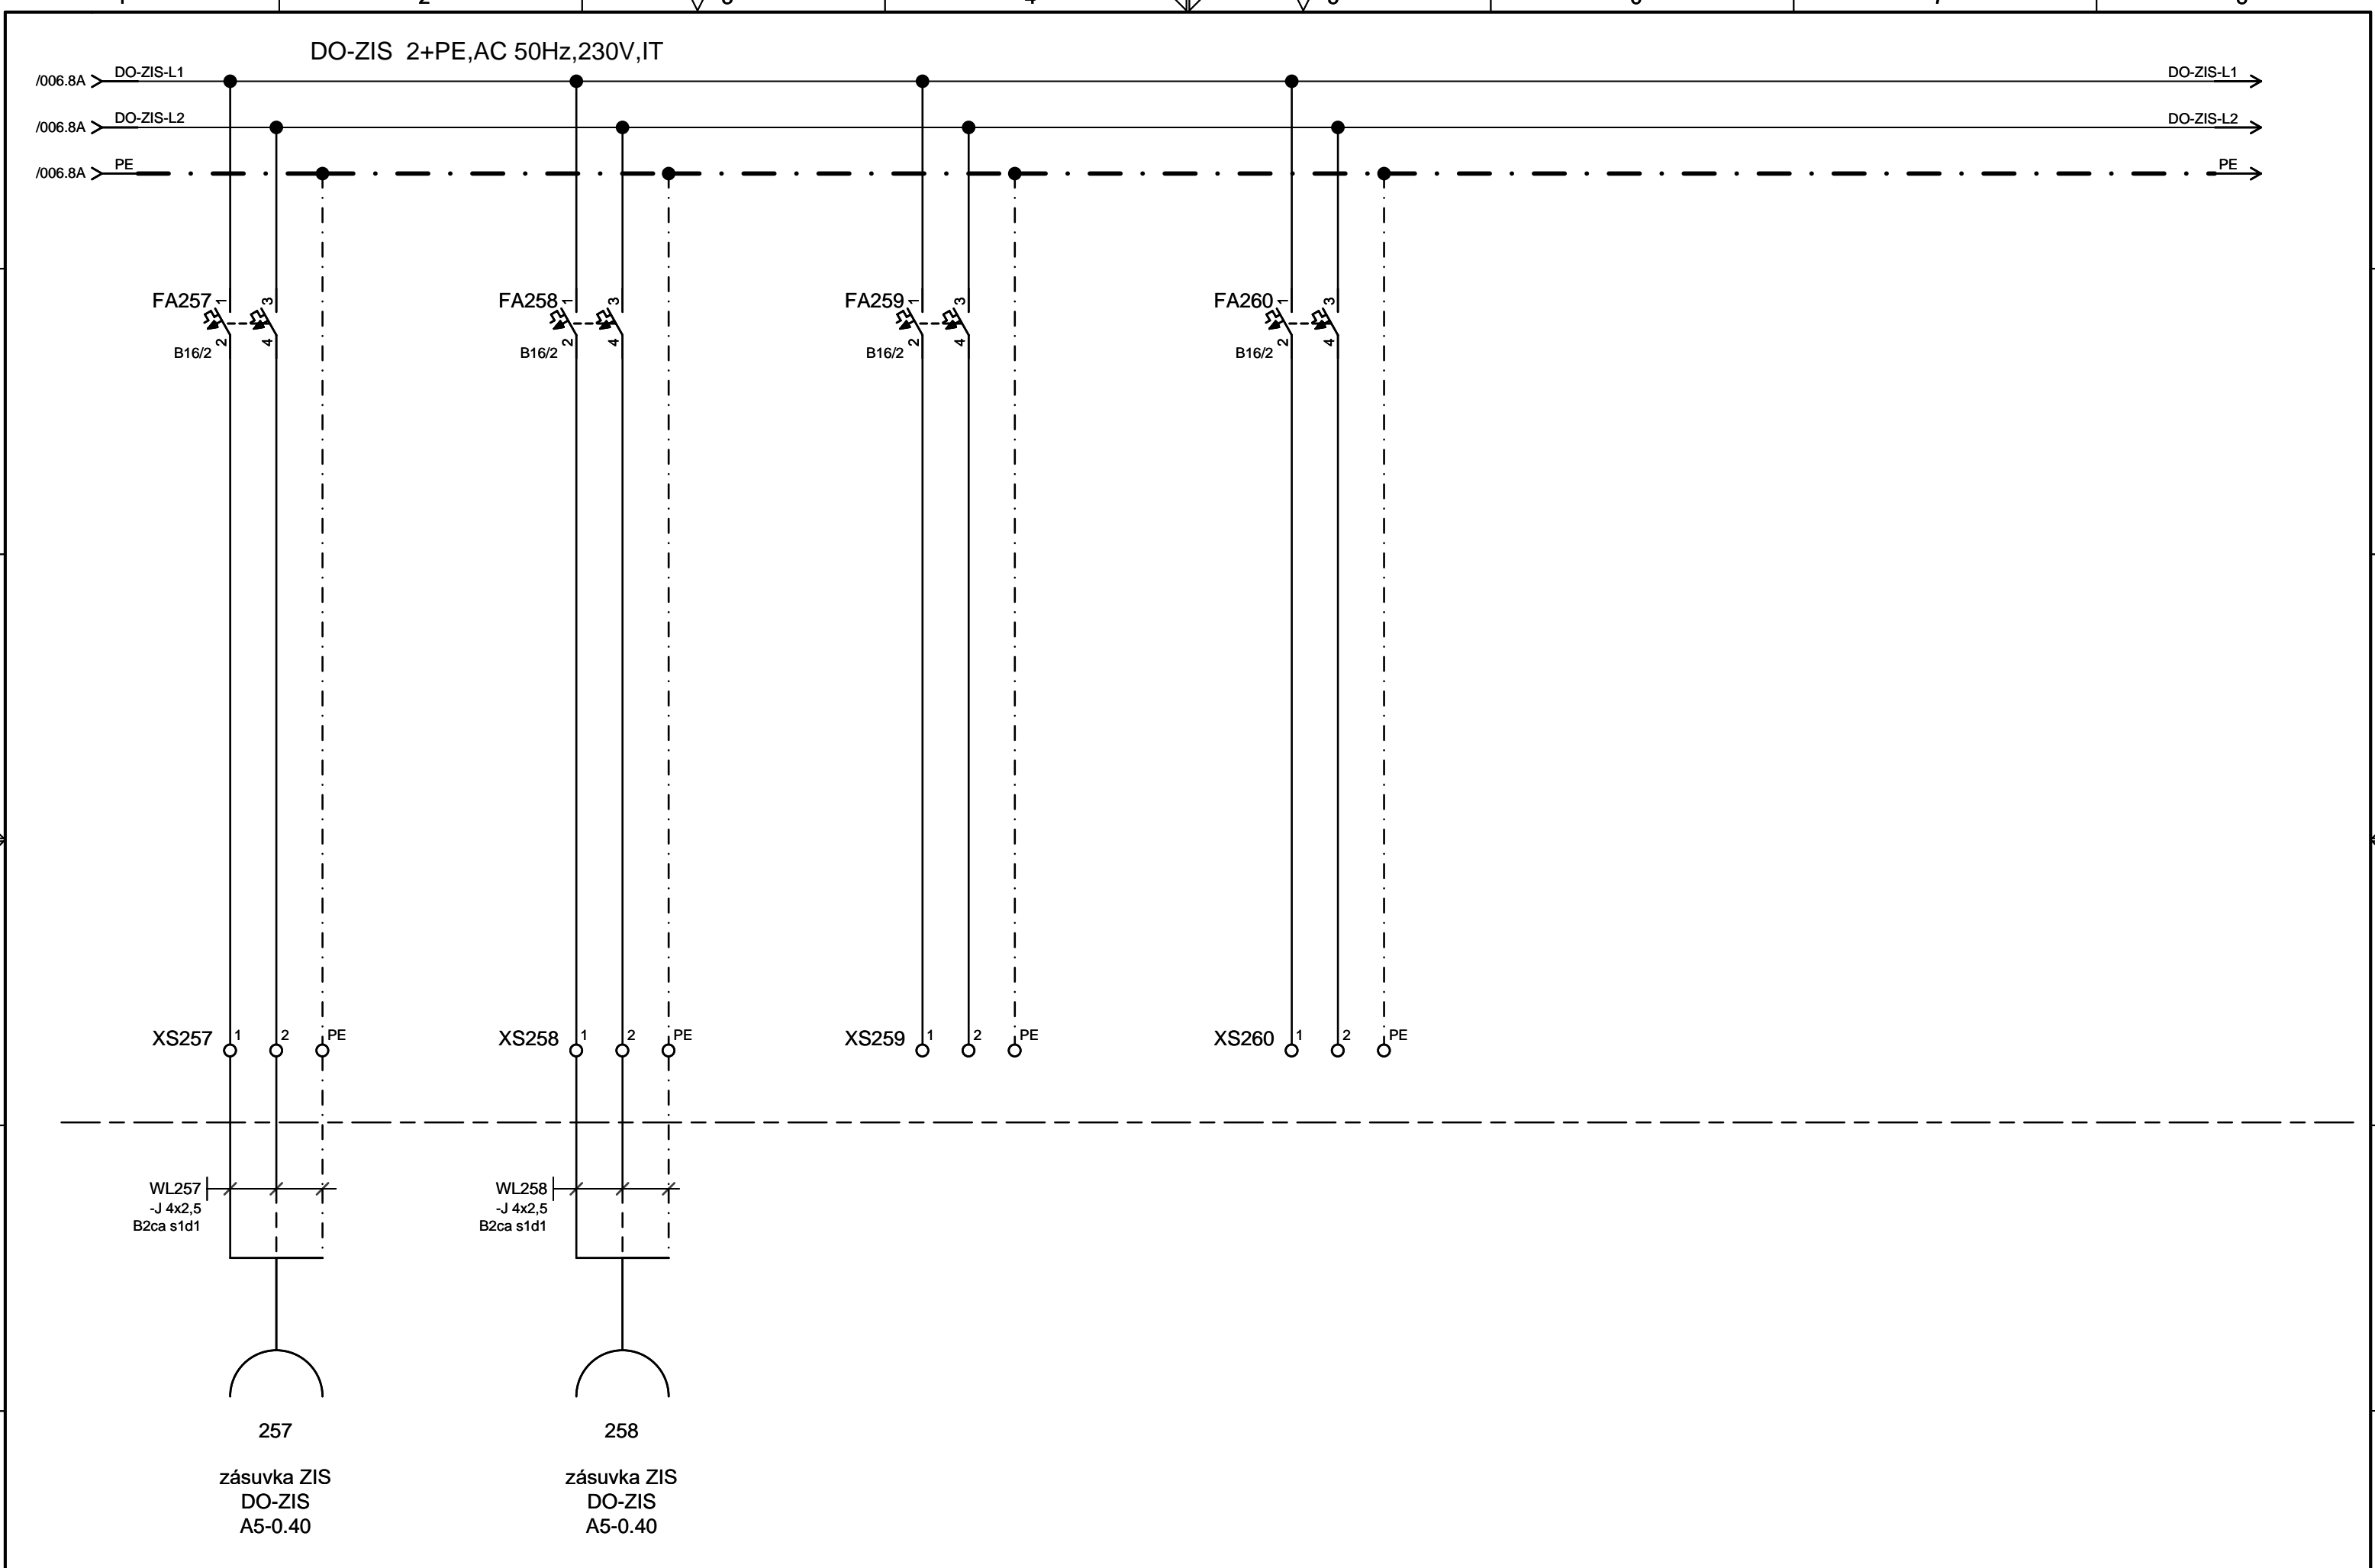 DO-ZIS 2+PE,AC 50Hz,230V,IT
/006.8A DO-ZIS-L1 DO-ZIS-L1
/006.8A DO-ZIS-L2 DO-ZIS-L2
/006.8A PE PE
FA257 1 3 FA258 1 3 FA259 1 3 FA260 1 3
B16/2 2 4 B16/2 2 4 B16/2 2 4 B16/2 2 4
XS257 1 2 PE XS258 1 2 PE XS259 1 2 PE XS260 1 2 PE
WL257 WL258
-J 4x2,5 -J 4x2,5
B2ca s1d1 B2ca s1d1
257 258
zásuvka ZIS zásuvka ZIS
DO-ZIS DO-ZIS
A5-0.40 A5-0.40